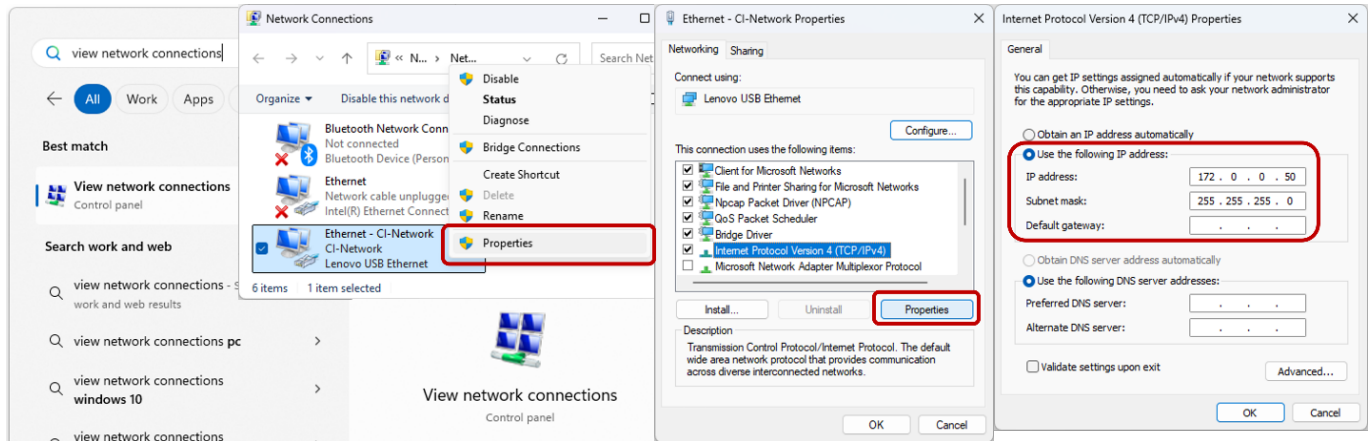 view network connections
All
Work
Apps
Best match
View network connections
Control panel
Search work and web
view network connections - S
work and web results
view network connections pc
view network connections
windows 10
view network connections
View network connections
Control panel
Network Connections
« N... › Net...
Search Net
Organize
Disable this network d
Bluetooth Network Conn
Not connected
Bluetooth Device (Person
Ethernet
Network cable unplugge
Intel(R) Ethernet Connect
Ethernet - CI-Network
CI-Network
Lenovo USB Ethernet
6 items
1 item selected
Disable
Status
Diagnose
Bridge Connections
Create Shortcut
Delete
Rename
Properties
Ethernet - CI-Network Properties
Networking
Sharing
Connect using:
Lenovo USB Ethernet
Configure...
This connection uses the following items:
Client for Microsoft Networks
File and Printer Sharing for Microsoft Networks
Npcap Packet Driver (NPCAP)
QoS Packet Scheduler
Bridge Driver
Internet Protocol Version 4 (TCP/IPv4)
Microsoft Network Adapter Multiplexor Protocol
Install...
Uninstall
Properties
Description
Transmission Control Protocol/Internet Protocol. The default
wide area network protocol that provides communication
across diverse interconnected networks.
OK
Cancel
Internet Protocol Version 4 (TCP/IPv4) Properties
General
You can get IP settings assigned automatically if your network supports
this capability. Otherwise, you need to ask your network administrator
for the appropriate IP settings.
Obtain an IP address automatically
Use the following IP address:
IP address: 172 . 0 . 0 . 50
Subnet mask: 255 . 255 . 255 . 0
Default gateway: . . .
Obtain DNS server address automatically
Use the following DNS server addresses:
Preferred DNS server: . . .
Alternate DNS server: . . .
Validate settings upon exit
Advanced...
OK
Cancel